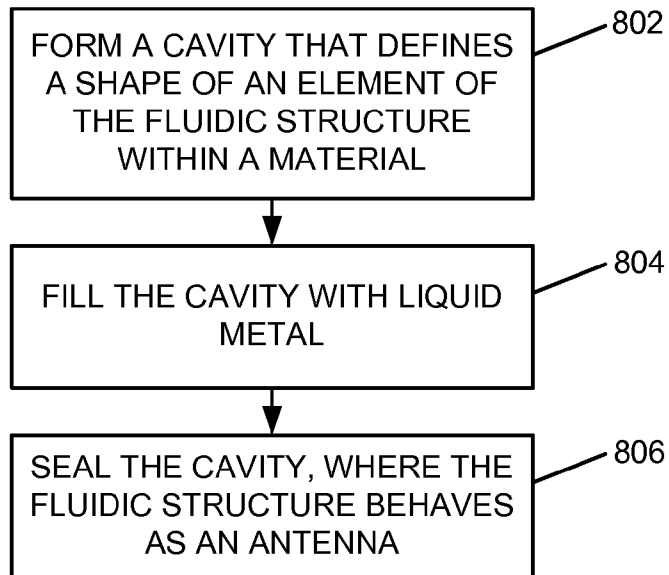 FORM A CAVITY THAT DEFINES
A SHAPE OF AN ELEMENT OF
THE FLUIDIC STRUCTURE
WITHIN A MATERIAL
802
FILL THE CAVITY WITH LIQUID
METAL
804
SEAL THE CAVITY, WHERE THE
FLUIDIC STRUCTURE BEHAVES
AS AN ANTENNA
806